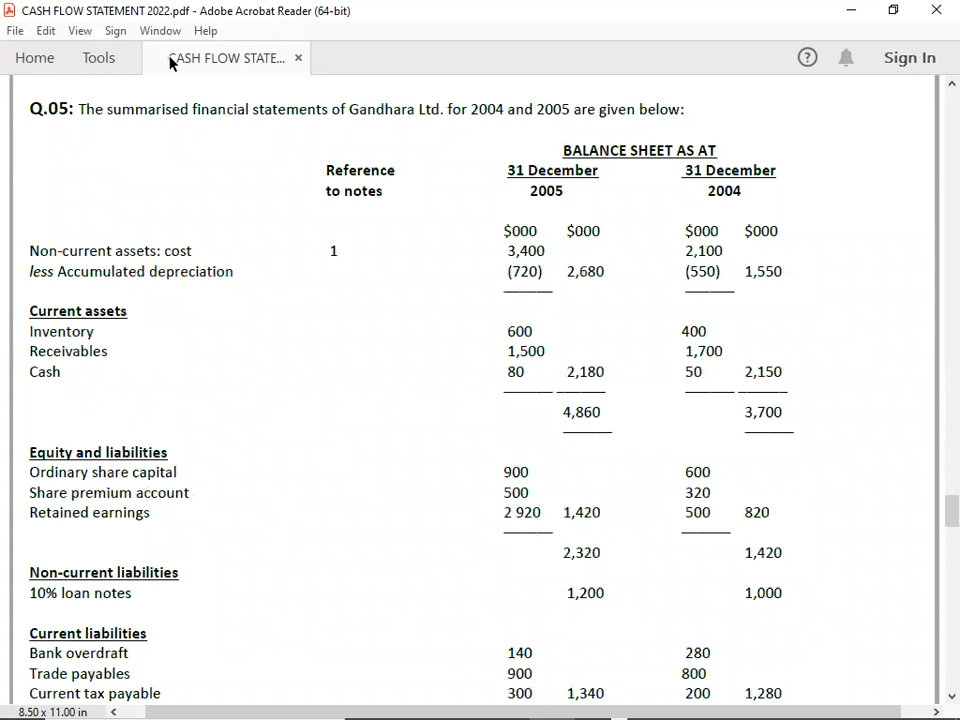 CASH FLOW STATEMENT 2022.pdf - Adobe Acrobat Reader (64-bit)
File Edit View Sign Window Help
Home Tools CASH FLOW STATE... × ? Sign In
Q.05: The summarised financial statements of Gandhara Ltd. for 2004 and 2005 are given below:
BALANCE SHEET AS AT
Reference 31 December 31 December
to notes 2005 2004
$000 $000 $000 $000
Non-current assets: cost 1 3,400 2,100
less Accumulated depreciation (720) 2,680 (550) 1,550
Current assets
Inventory 600 400
Receivables 1,500 1,700
Cash 80 2,180 50 2,150
4,860 3,700
Equity and liabilities
Ordinary share capital 900 600
Share premium account 500 320
Retained earnings 2 920 1,420 500 820
2,320 1,420
Non-current liabilities
10% loan notes 1,200 1,000
Current liabilities
Bank overdraft 140 280
Trade payables 900 800
Current tax payable 300 1,340 200 1,280
8.50 x 11.00 in